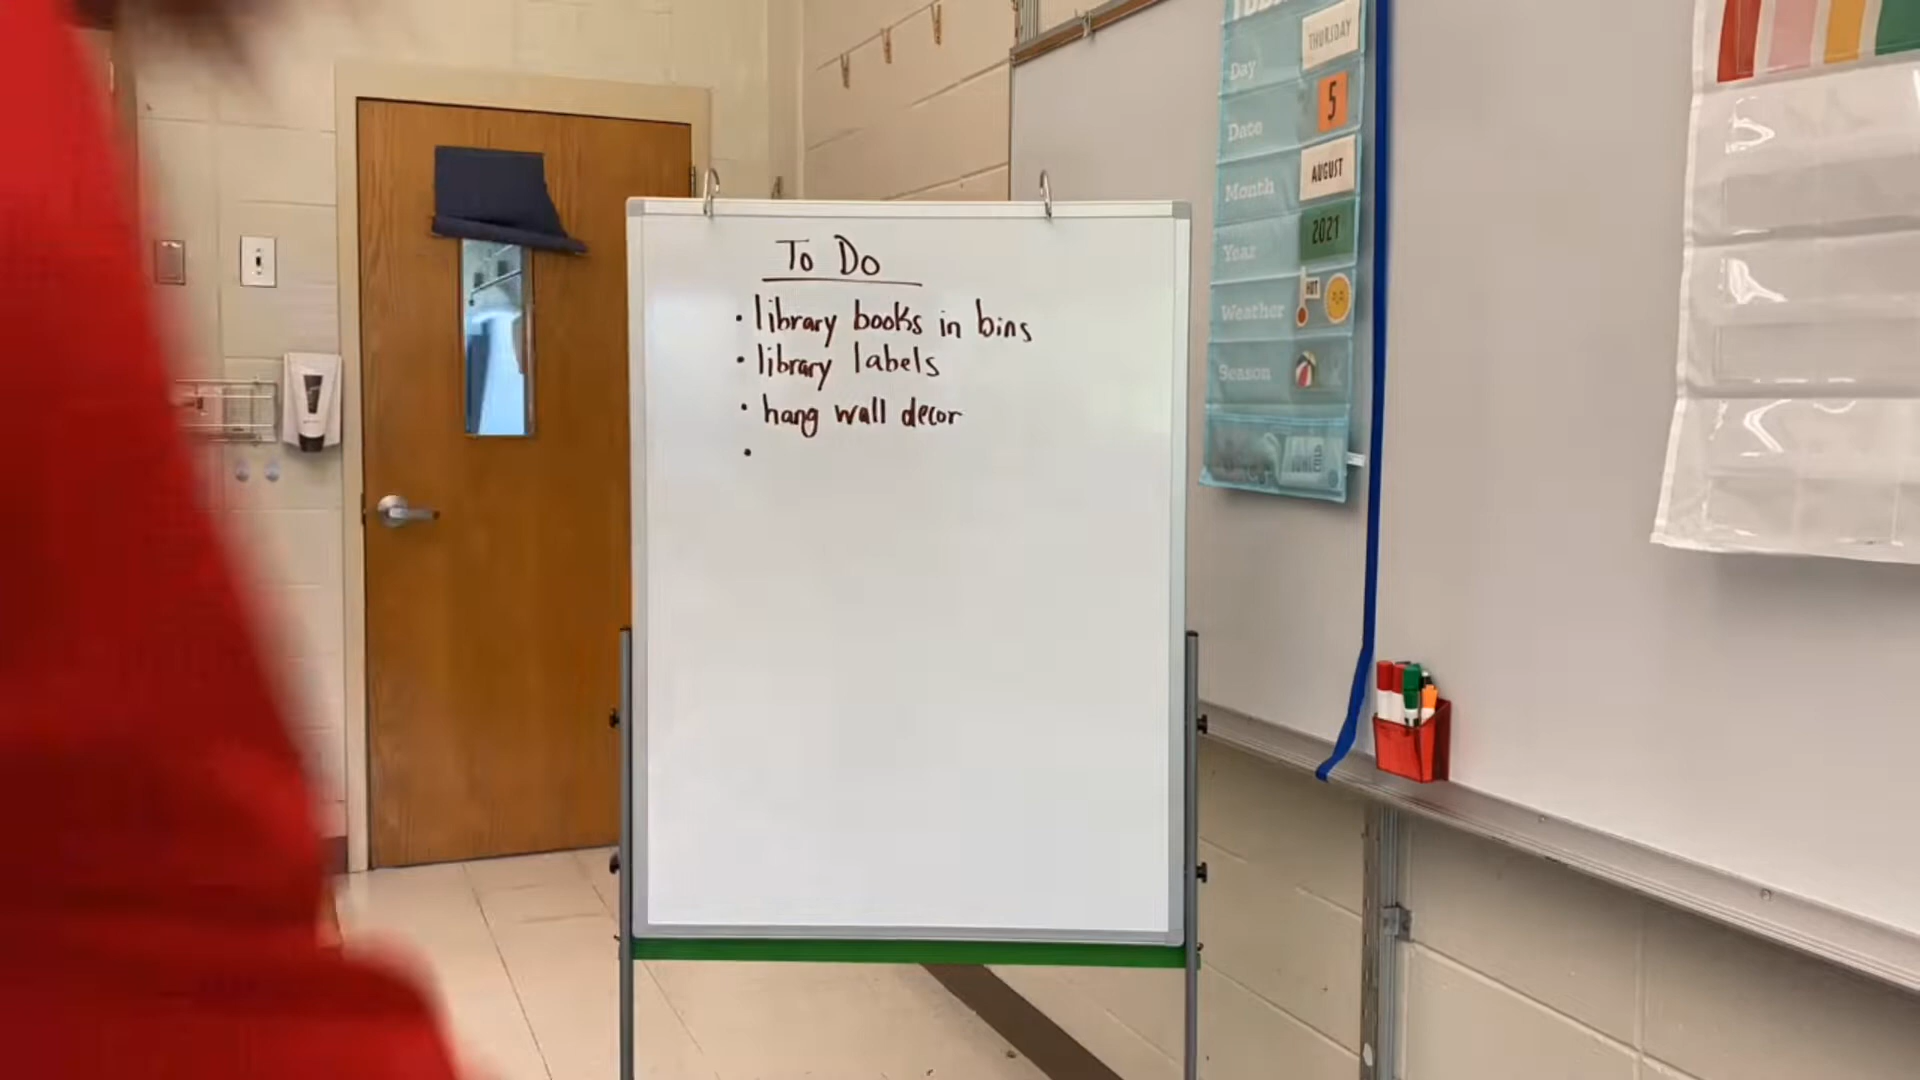 To Do
• library books in bins
• library labels
• hang wall decor
•
Day
THURSDAY
Date
5
Month
AUGUST
Year
2021
Weather
HOT
Season